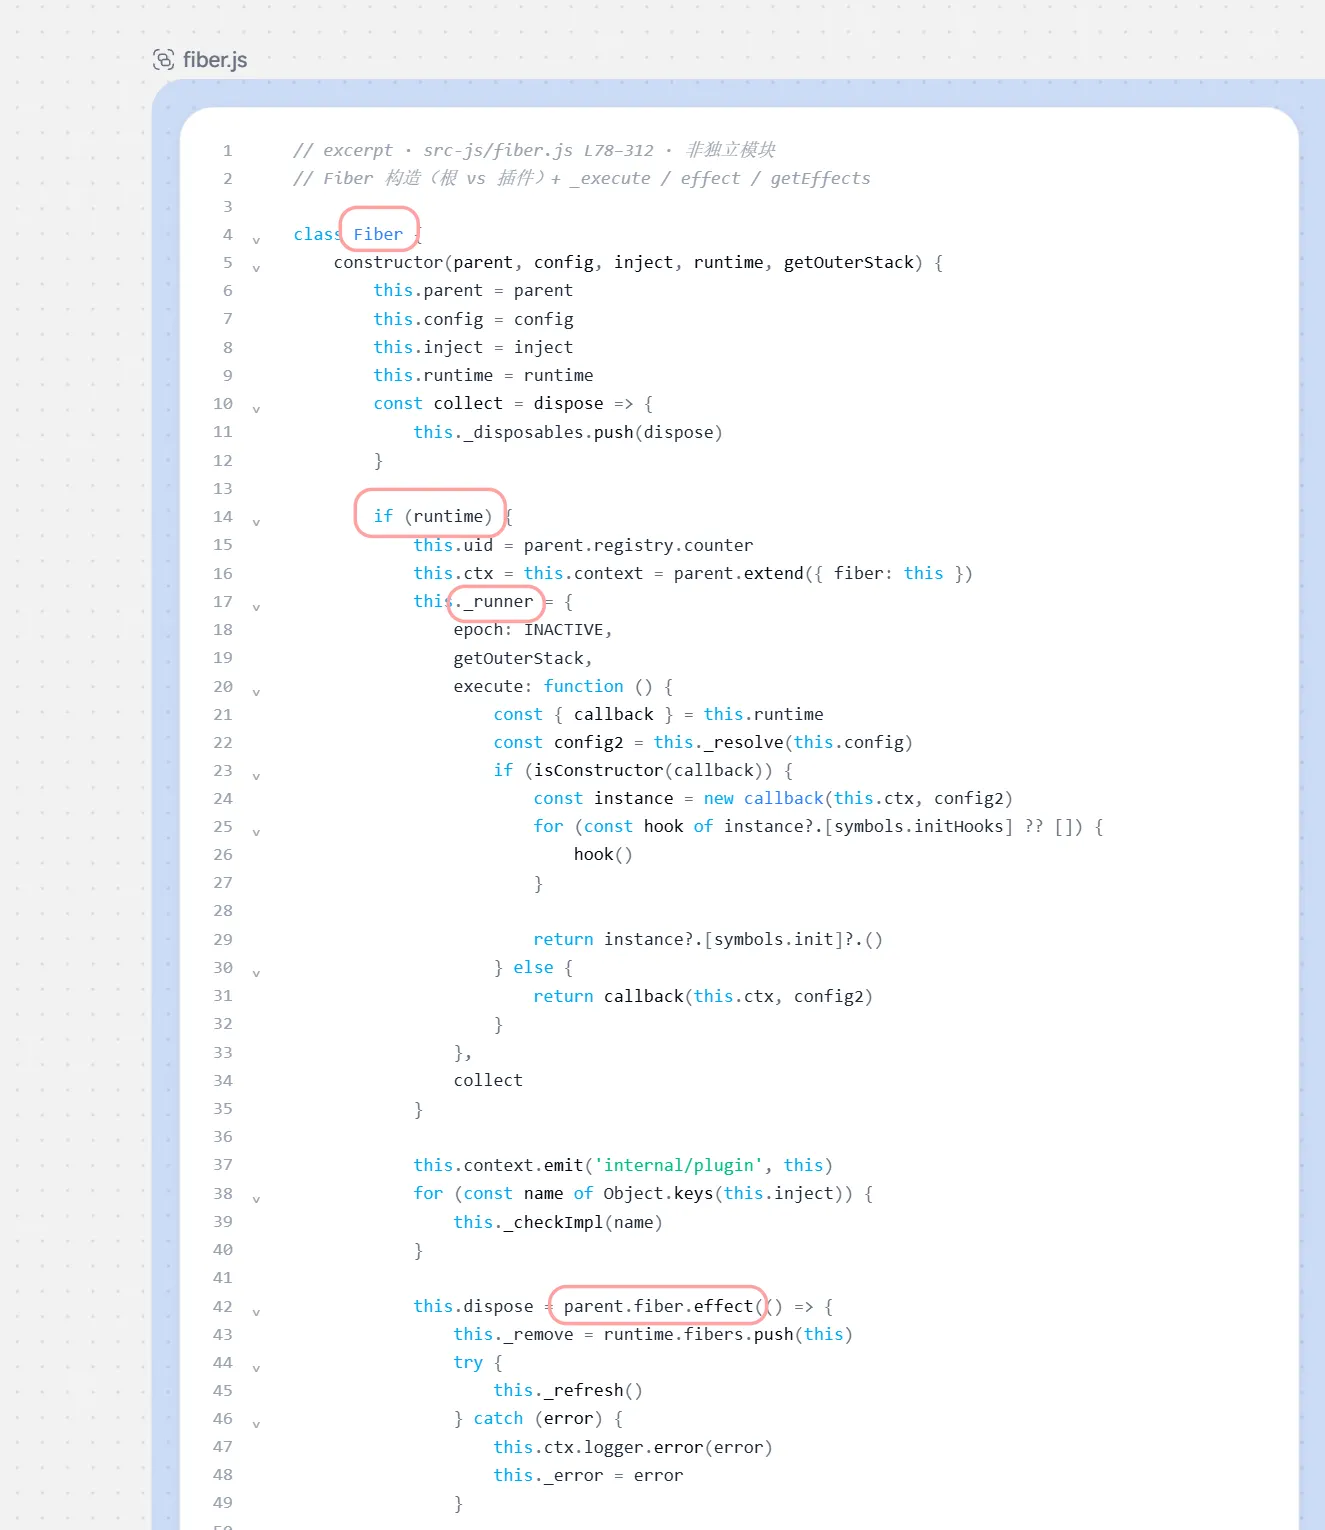 fiber.js
1 // excerpt · src-js/fiber.js L78–312 · 非独立模块
2 // Fiber 构造（根 vs 插件）+ _execute / effect / getEffects
3
4 class Fiber {
5 constructor(parent, config, inject, runtime, getOuterStack) {
6 this.parent = parent
7 this.config = config
8 this.inject = inject
9 this.runtime = runtime
10 const collect = dispose => {
11 this._disposables.push(dispose)
12 }
13
14 if (runtime) {
15 this.uid = parent.registry.counter
16 this.ctx = this.context = parent.extend({ fiber: this })
17 this._runner = {
18 epoch: INACTIVE,
19 getOuterStack,
20 execute: function () {
21 const { callback } = this.runtime
22 const config2 = this._resolve(this.config)
23 if (isConstructor(callback)) {
24 const instance = new callback(this.ctx, config2)
25 for (const hook of instance?.[symbols.initHooks] ?? []) {
26 hook()
27 }
28
29 return instance?.[symbols.init]?.()
30 } else {
31 return callback(this.ctx, config2)
32 }
33 },
34 collect
35 }
36
37 this.context.emit('internal/plugin', this)
38 for (const name of Object.keys(this.inject)) {
39 this._checkImpl(name)
40 }
41
42 this.dispose = parent.fiber.effect(() => {
43 this._remove = runtime.fibers.push(this)
44 try {
45 this._refresh()
46 } catch (error) {
47 this.ctx.logger.error(error)
48 this._error = error
49 }